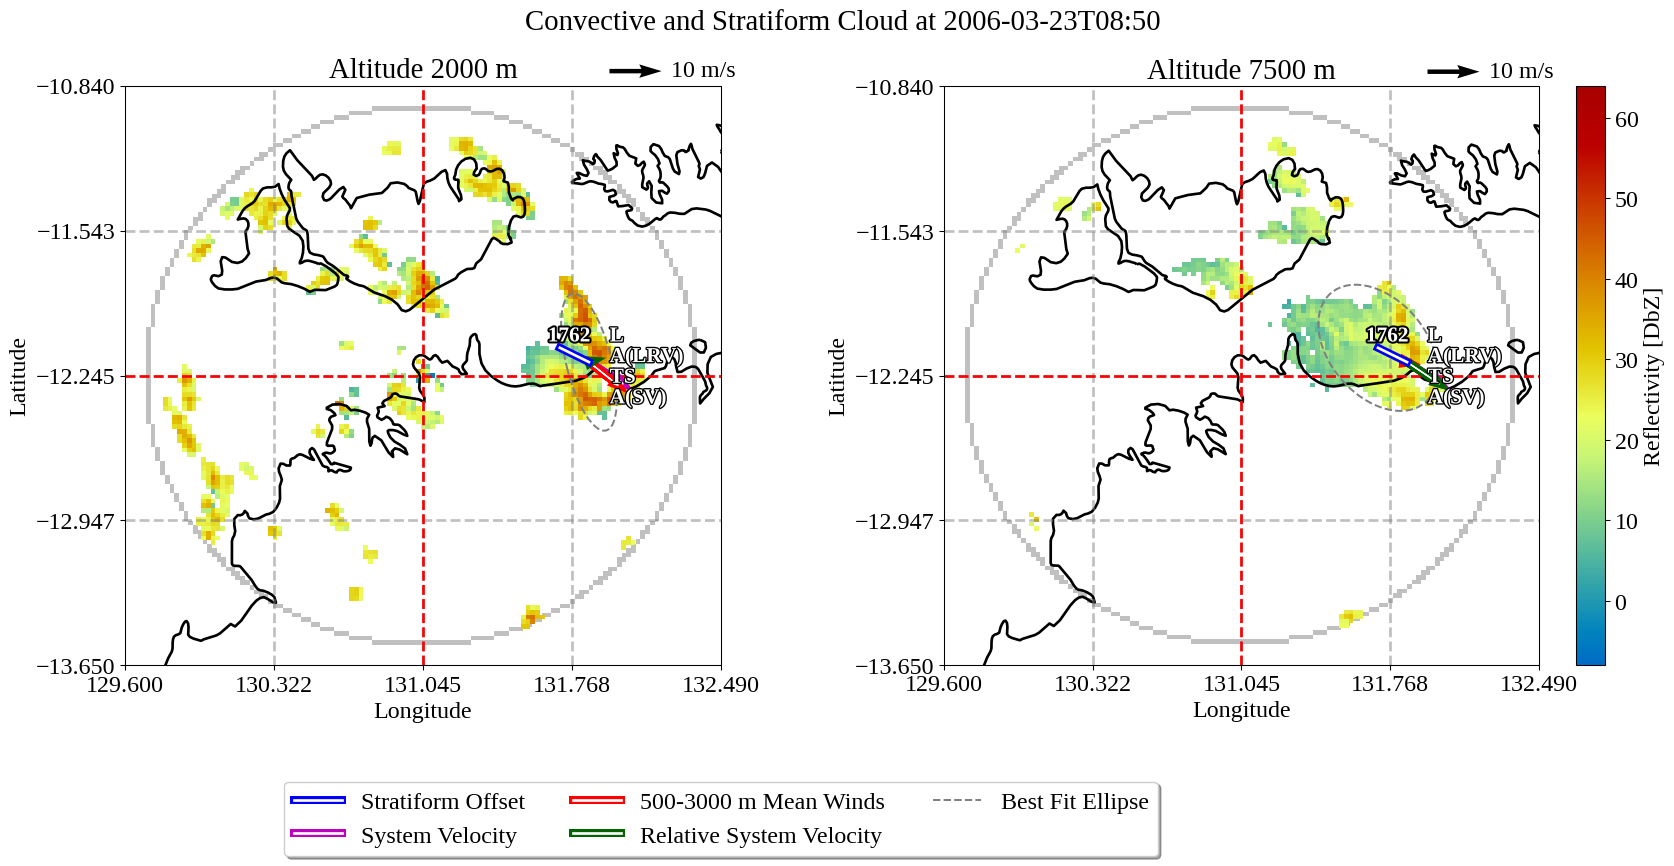 Convective and Stratiform Cloud at 2006-03-23T08:50
Altitude 2000 m
10 m/s
Altitude 7500 m
10 m/s
−10.840
−11.543
−12.245
−12.947
−13.650
Latitude
129.600
130.322
131.045
131.768
132.490
Longitude
1762
L
A(LRV)
TS
A(SV)
−10.840
−11.543
−12.245
−12.947
−13.650
Latitude
129.600
130.322
131.045
131.768
132.490
Longitude
1762
L
A(LRV)
TS
A(SV)
60
50
40
30
20
10
0
Reflectivity [DbZ]
Stratiform Offset
500-3000 m Mean Winds
Best Fit Ellipse
System Velocity
Relative System Velocity